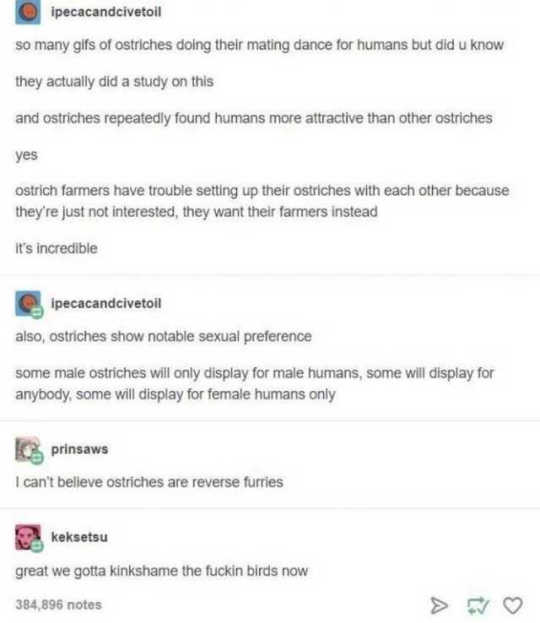 ipecacandcivetoil
so many gifs of ostriches doing their mating dance for humans but did u know
they actually did a study on this
and ostriches repeatedly found humans more attractive than other ostriches
yes
ostrich farmers have trouble setting up their ostriches with each other because
they're just not interested, they want their farmers instead
it's incredible
ipecacandcivetoil
also, ostriches show notable sexual preference
some male ostriches will only display for male humans, some will display for
anybody, some will display for female humans only
prinsaws
I can't believe ostriches are reverse furries
keksetsu
great we gotta kinkshame the fuckin birds now
384,896 notes